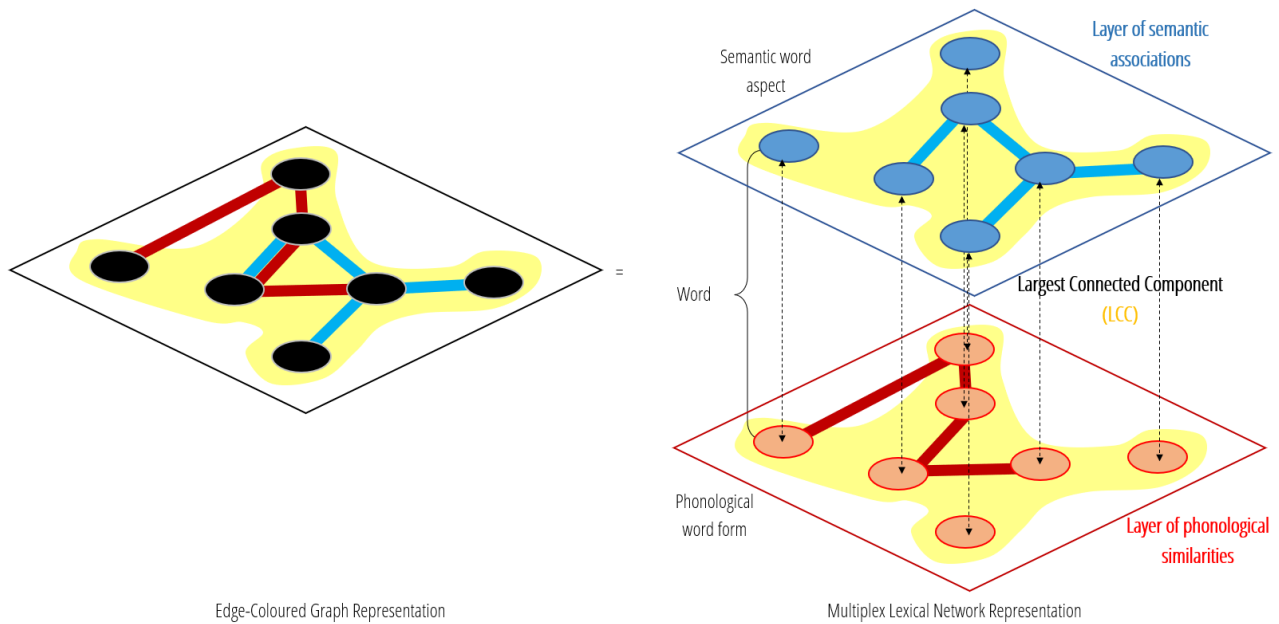 Layer of semantic
associations
Semantic word
aspect
=
Word
Largest Connected Component
(LCC)
Phonological
word form
Layer of phonological
similarities
Edge-Coloured Graph Representation
Multiplex Lexical Network Representation